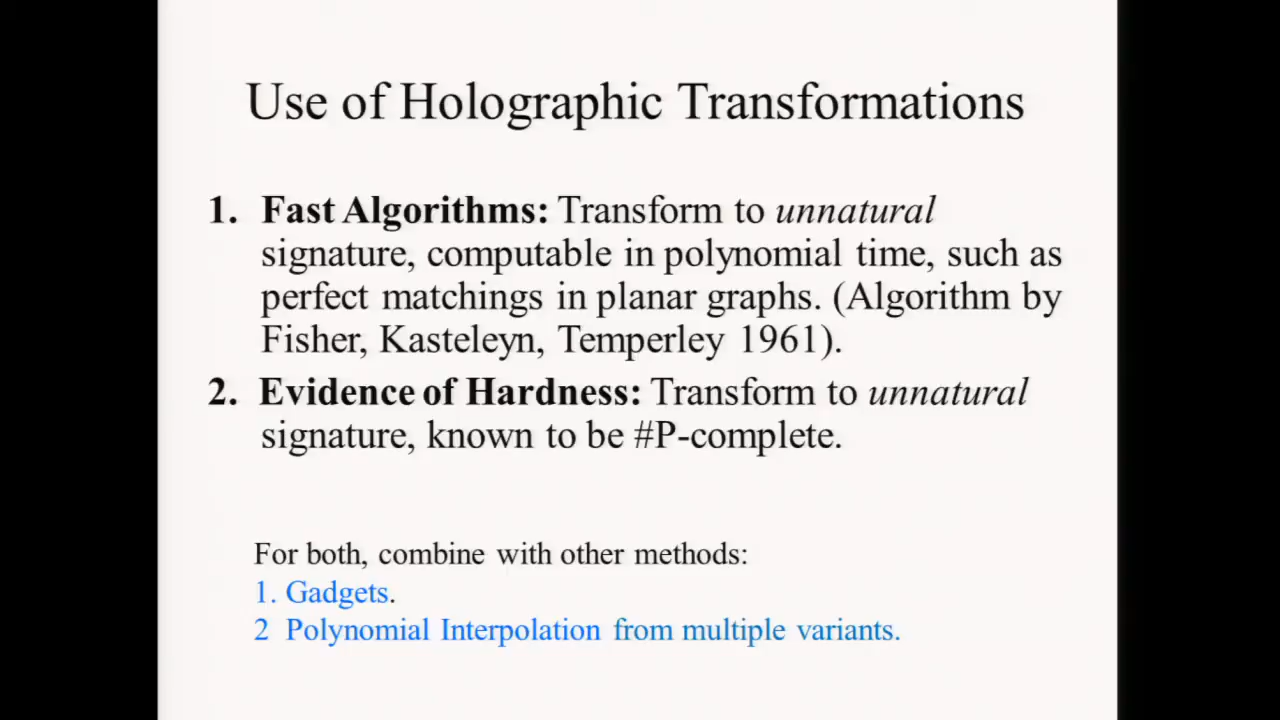 Use of Holographic Transformations
1. Fast Algorithms: Transform to unnatural
signature, computable in polynomial time, such as
perfect matchings in planar graphs. (Algorithm by
Fisher, Kasteleyn, Temperley 1961).
2. Evidence of Hardness: Transform to unnatural
signature, known to be #P-complete.
For both, combine with other methods:
1. Gadgets.
2 Polynomial Interpolation from multiple variants.